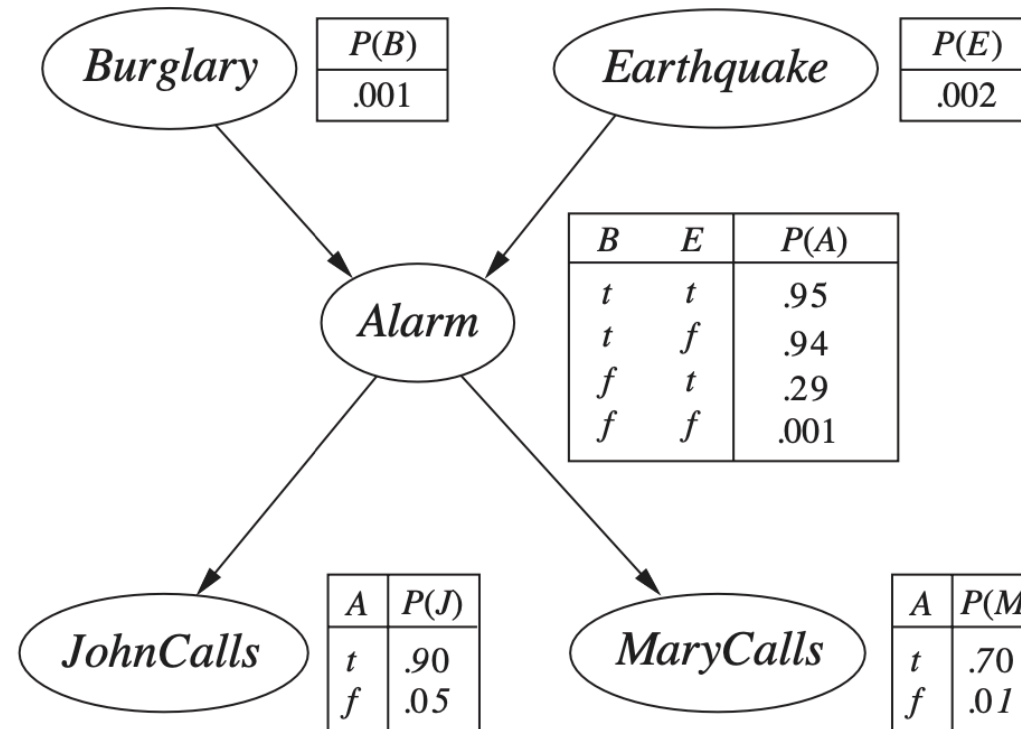 Burglary
P(B)
.001
Earthquake
P(E)
.002
Alarm
B E P(A)
t t .95
t f .94
f t .29
f f .001
JohnCalls
A P(J)
t .90
f .05
MaryCalls
A P(M
t .70
f .01